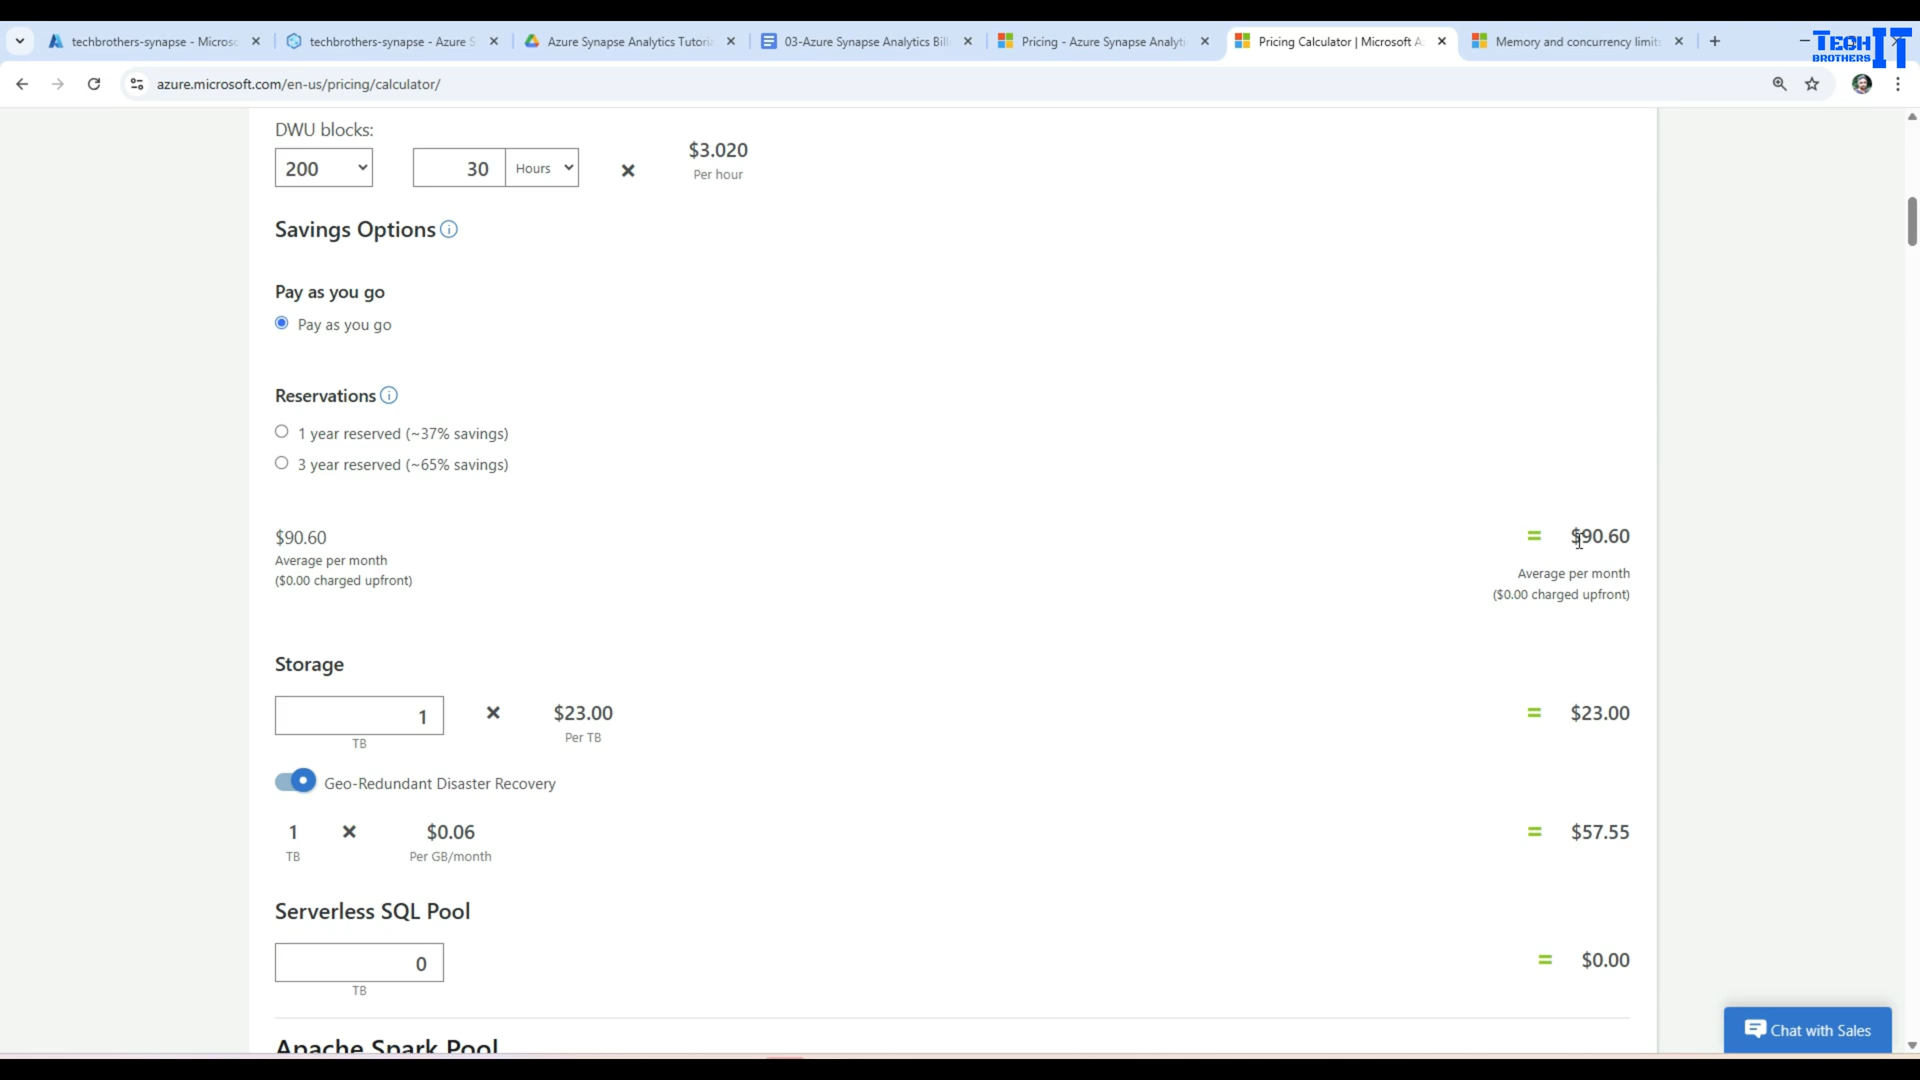 techbrothers-synapse - Microsc
techbrothers-synapse - Azure S
Azure Synapse Analytics Tutoria
03-Azure Synapse Analytics Bill
Pricing - Azure Synapse Analyti
Pricing Calculator | Microsoft A
Memory and concurrency limit
TECH
BROTHERS
IT
azure.microsoft.com/en-us/pricing/calculator/
DWU blocks:
200 30 Hours × $3.020
Per hour
Savings Options
Pay as you go
Pay as you go
Reservations
1 year reserved (~37% savings)
3 year reserved (~65% savings)
$90.60 = $90.60
Average per month Average per month
($0.00 charged upfront) ($0.00 charged upfront)
Storage
1 × $23.00 = $23.00
TB Per TB
Geo-Redundant Disaster Recovery
1 × $0.06 = $57.55
TB Per GB/month
Serverless SQL Pool
0 = $0.00
TB
Apache Spark Pool
Chat with Sales